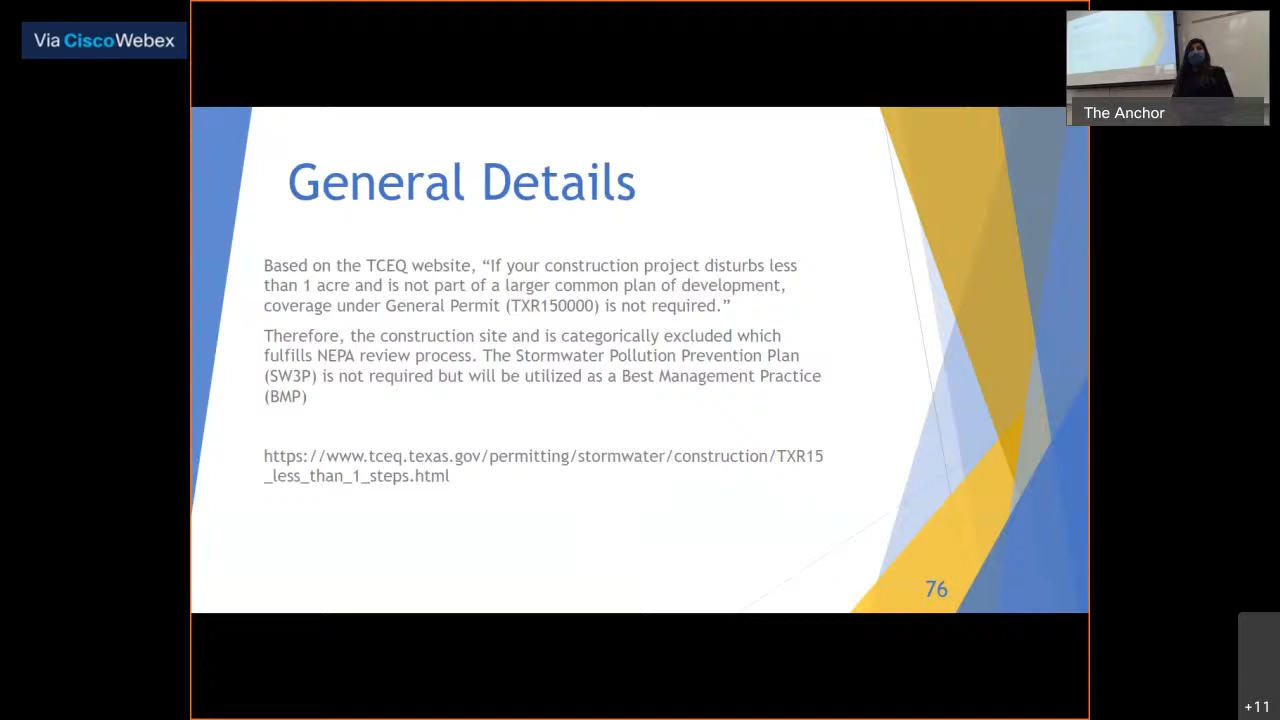 Via Cisco Webex
The Anchor
General Details
Based on the TCEQ website, “If your construction project disturbs less
than 1 acre and is not part of a larger common plan of development,
coverage under General Permit (TXR150000) is not required.”
Therefore, the construction site and is categorically excluded which
fulfills NEPA review process. The Stormwater Pollution Prevention Plan
(SW3P) is not required but will be utilized as a Best Management Practice
(BMP)
https://www.tceq.texas.gov/permitting/stormwater/construction/TXR15
_less_than_1_steps.html
76
+11